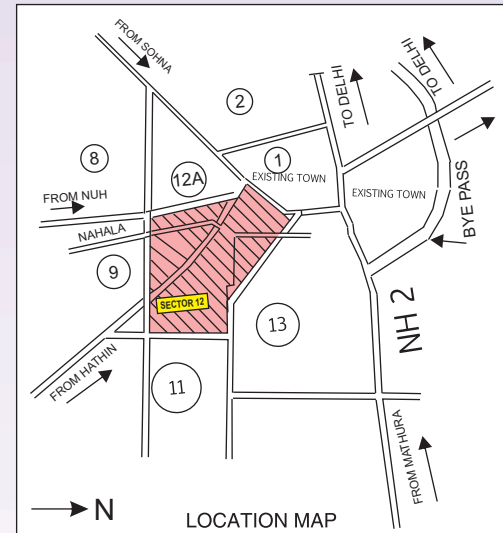 FROM SOHNA
2
TO DELHI
TO DELHI
8
12A
1
EXISTING TOWN
EXISTING TOWN
FROM NUH
NAHALA
BYE PASS
9
SECTOR 12
13
NH 2
FROM HATHIN
11
FROM MATHURA
N
LOCATION MAP